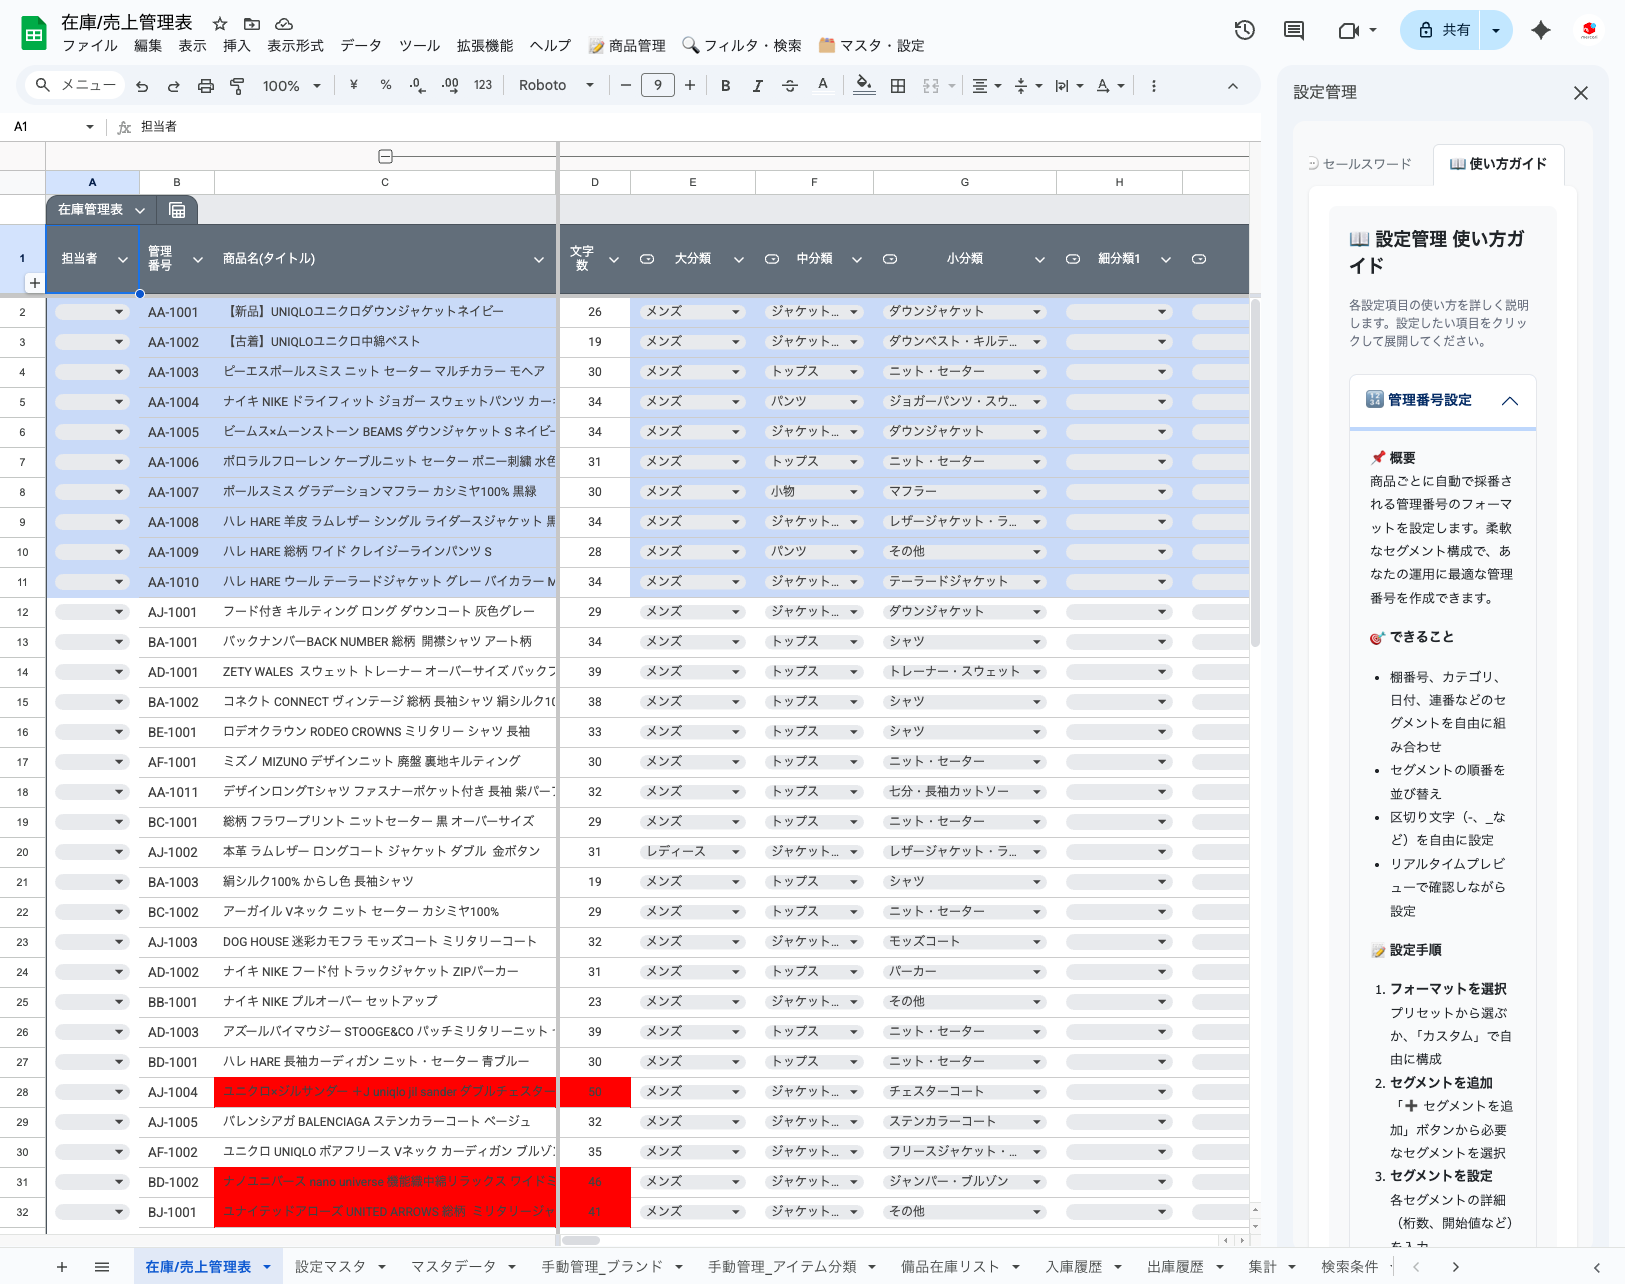 在庫/売上管理表
ファイル 編集 表示 挿入 表示形式 データ ツール 拡張機能 ヘルプ 📝商品管理 🔍フィルタ・検索 🗂️マスタ・設定
共有
メニュー 100% ¥ % .0 .00 123 Roboto 9 B I A
A1 担当者
A B C D E F G H
在庫管理表
1 担当者 管理番号 商品名(タイトル) 文字数 大分類 中分類 小分類 細分類1
2 AA-1001 【新品】UNIQLOユニクロダウンジャケットネイビー 26 メンズ ジャケット... ダウンジャケット
3 AA-1002 【古着】UNIQLOユニクロ中綿ベスト 19 メンズ ジャケット... ダウンベスト・キルテ...
4 AA-1003 ピーエスポールスミス ニット セーター マルチカラー モヘア 30 メンズ トップス ニット・セーター
5 AA-1004 ナイキ NIKE ドライフィット ジョガー スウェットパンツ カー 34 メンズ パンツ ジョガーパンツ・スウ...
6 AA-1005 ビームス×ムーンストーン BEAMS ダウンジャケット S ネイビー 34 メンズ ジャケット... ダウンジャケット
7 AA-1006 ポロラルフローレン ケーブルニット セーター ポニー刺繍 水色 31 メンズ トップス ニット・セーター
8 AA-1007 ポールスミス グラデーションマフラー カシミヤ100% 黒緑 30 メンズ 小物 マフラー
9 AA-1008 ハレ HARE 羊皮 ラムレザー シングル ライダースジャケット 黒 34 メンズ ジャケット... レザージャケット・ラ...
10 AA-1009 ハレ HARE 総柄 ワイド クレイジーラインパンツ S 28 メンズ パンツ その他
11 AA-1010 ハレ HARE ウール テーラードジャケット グレー バイカラー M 34 メンズ ジャケット... テーラードジャケット
12 AJ-1001 フード付き キルティング ロング ダウンコート 灰色グレー 29 メンズ ジャケット... ダウンジャケット
13 BA-1001 バックナンバーBACK NUMBER 総柄 開襟シャツ アート柄 34 メンズ トップス シャツ
14 AD-1001 ZETY WALES スウェット トレーナー オーバーサイズ バックプ 39 メンズ トップス トレーナー・スウェット
15 BA-1002 コネクト CONNECT ヴィンテージ 総柄 長袖シャツ 絹シルク10 38 メンズ トップス シャツ
16 BE-1001 ロデオクラウン RODEO CROWNS ミリタリー シャツ 長袖 33 メンズ トップス シャツ
17 AF-1001 ミズノ MIZUNO デザインニット 廃盤 裏地キルティング 30 メンズ トップス ニット・セーター
18 AA-1011 デザインロングTシャツ ファスナーポケット付き 長袖 紫パープ 32 メンズ トップス 七分・長袖カットソー
19 BC-1001 総柄 フラワープリント ニットセーター 黒 オーバーサイズ 29 メンズ トップス ニット・セーター
20 AJ-1002 本革 ラムレザー ロングコート ジャケット ダブル 金ボタン 31 レディース ジャケット... レザージャケット・ラ...
21 BA-1003 絹シルク100% からし色 長袖シャツ 19 メンズ トップス シャツ
22 BC-1002 アーガイル Vネック ニット セーター カシミヤ100% 29 メンズ トップス ニット・セーター
23 AJ-1003 DOG HOUSE 迷彩カモフラ モッズコート ミリタリーコート 32 メンズ ジャケット... モッズコート
24 AD-1002 ナイキ NIKE フード付 トラックジャケット ZIPパーカー 31 メンズ トップス パーカー
25 BB-1001 ナイキ NIKE プルオーバー セットアップ 23 メンズ ジャケット... その他
26 AD-1003 アズールバイマウジー STOOGE&CO パッチミリタリーニット 39 メンズ トップス ニット・セーター
27 BD-1001 ハレ HARE 長袖カーディガン ニット・セーター 青ブルー 30 メンズ トップス ニット・セーター
28 AJ-1004 ユニクロ×ジルサンダー +J uniqlo jil sander ダブルチェスター 50 メンズ ジャケット... チェスターコート
29 AJ-1005 バレンシアガ BALENCIAGA ステンカラーコート ベージュ 32 メンズ ジャケット... ステンカラーコート
30 AF-1002 ユニクロ UNIQLO ボアフリース Vネック カーディガン ブルゾン 35 メンズ ジャケット... フリースジャケット・...
31 BD-1002 ナノユニバース nano universe リラックス ワイド 46 メンズ ジャケット... ジャンパー・ブルゾン
32 BJ-1001 ユナイテッドアローズ UNITED ARROWS 総柄 ミリタリージャ 41 メンズ ジャケット... その他
設定管理
セールスワード 📖 使い方ガイド
📖 設定管理 使い方ガ
イド
各設定項目の使い方を詳しく説明
します。設定したい項目をクリッ
クして展開してください。
🔢 管理番号設定
📌 概要
商品ごとに自動で採番さ
れる管理番号のフォーマ
ットを設定します。柔軟
なセグメント構成で、あ
なたの運用に最適な管理
番号を作成できます。
🎯 できること
• 棚番号、カテゴリ、
日付、連番などのセ
グメントを自由に組
み合わせ
• セグメントの順番を
並び替え
• 区切り文字（-、_な
ど）を自由に設定
• リアルタイムプレビ
ューで確認しながら
設定
📝 設定手順
1. フォーマットを選択
プリセットから選ぶ
か、「カスタム」で自
由に構成
2. セグメントを追加
「➕ セグメントを追
加」ボタンから必要
なセグメントを選択
3. セグメントを設定
各セグメントの詳細
（桁数、開始値など）
を入力
在庫/売上管理表 設定マスタ マスタデータ 手動管理_ブランド 手動管理_アイテム分類 備品在庫リスト 入庫履歴 出庫履歴 集計 検索条件